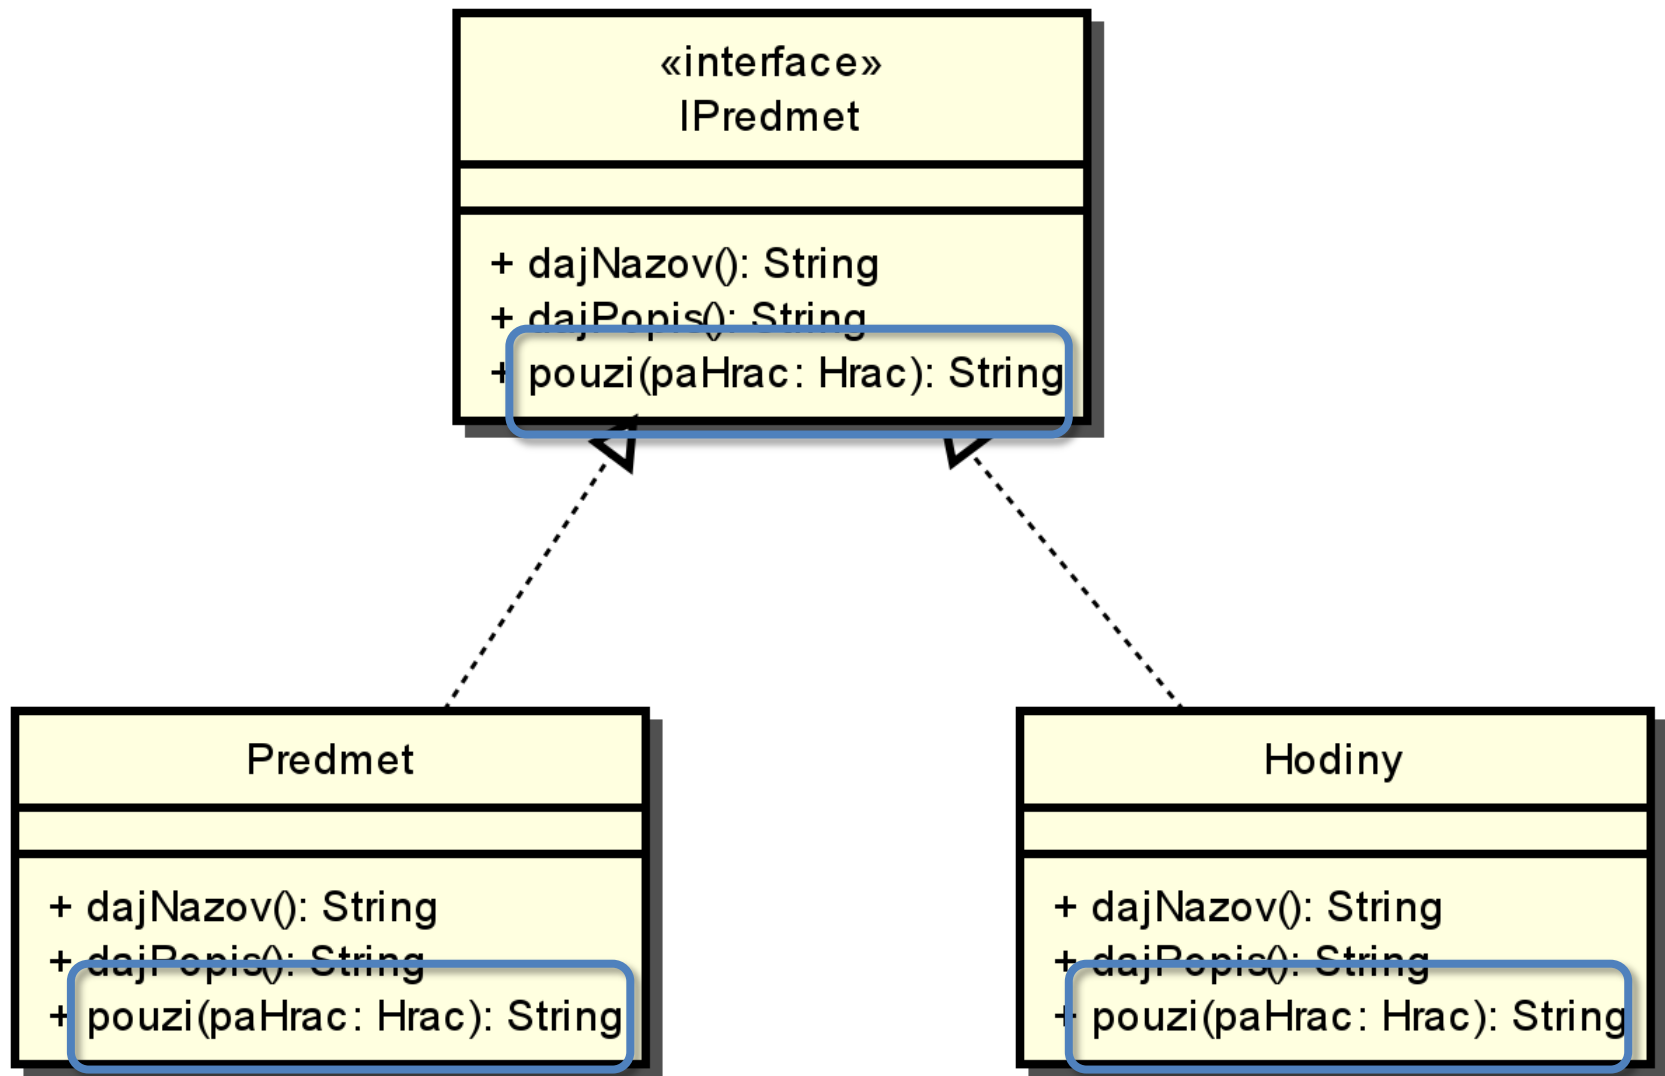 «interface»
IPredmet
+ dajNazov(): String
+ dajPopis(): String
+ pouzi(paHrac: Hrac): String
Predmet
+ dajNazov(): String
+ dajPopis(): String
+ pouzi(paHrac: Hrac): String
Hodiny
+ dajNazov(): String
+ dajPopis(): String
+ pouzi(paHrac: Hrac): String